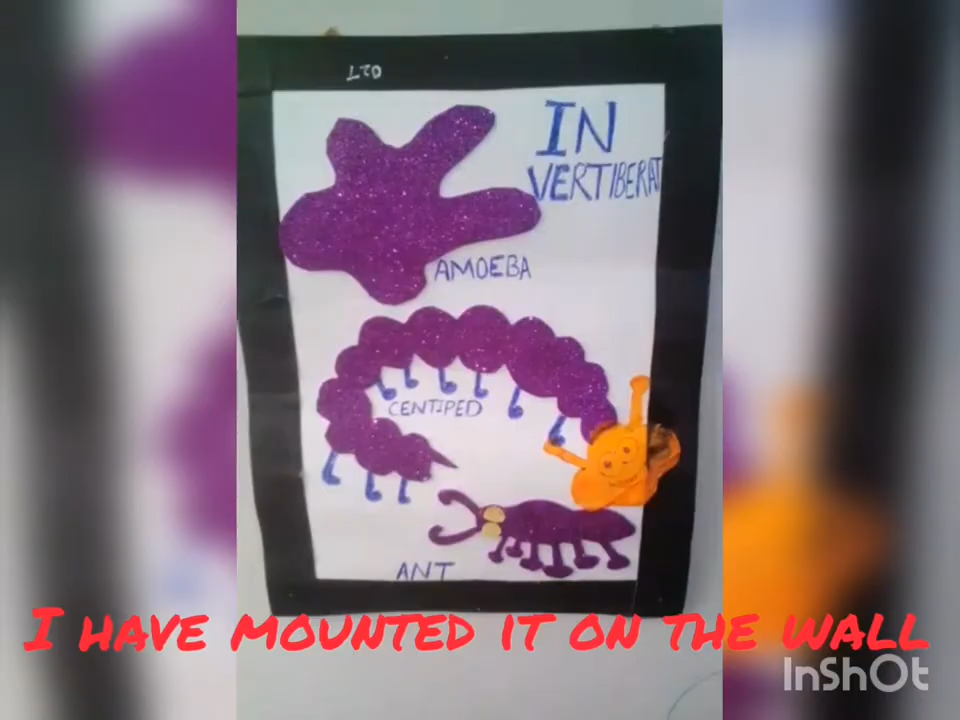 LTO
IN
VERTIBERAT
AMOEBA
CENTIPED
ANT
I HAVE MOUNTED IT ON THE WALL
InShOt